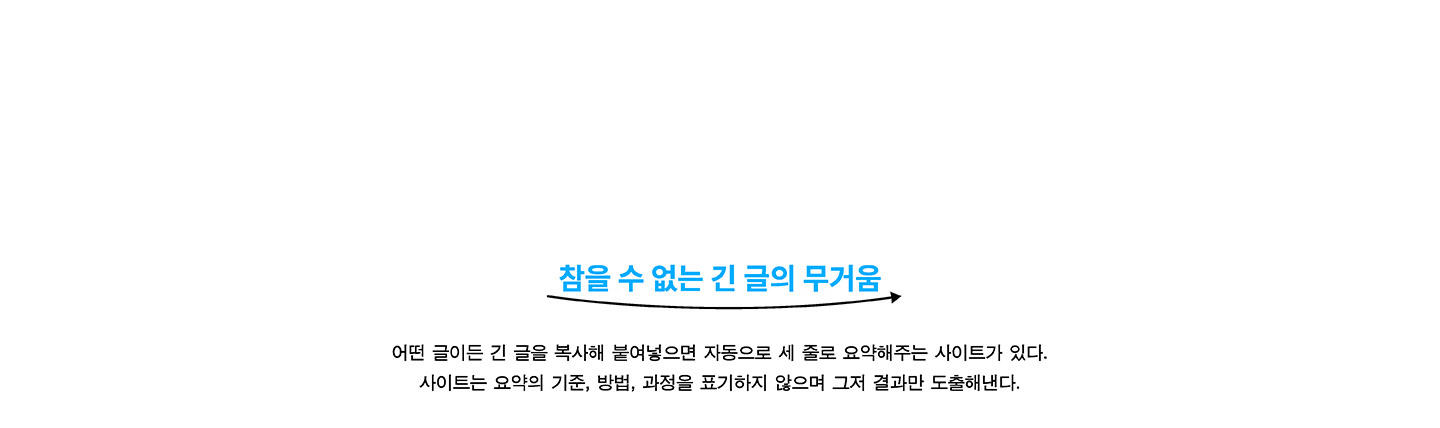 참을 수 없는 긴 글의 무거움
어떤 글이든 긴 글을 복사해 붙여넣으면 자동으로 세 줄로 요약해주는 사이트가 있다.
사이트는 요약의 기준, 방법, 과정을 표기하지 않으며 그저 결과만 도출해낸다.